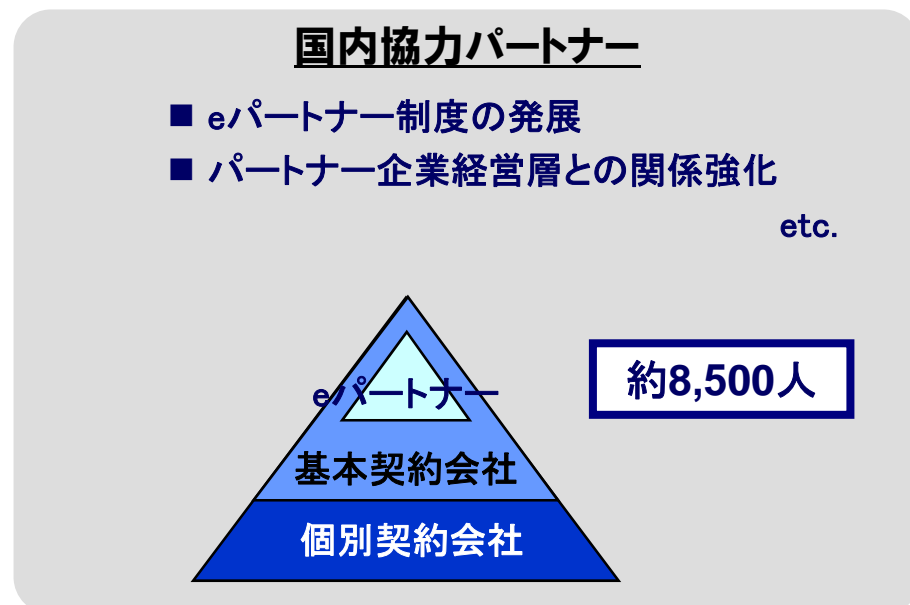 国内協力パートナー
■ eパートナー制度の発展
■ パートナー企業経営層との関係強化
etc.
eパートナー
約8,500人
基本契約会社
個別契約会社